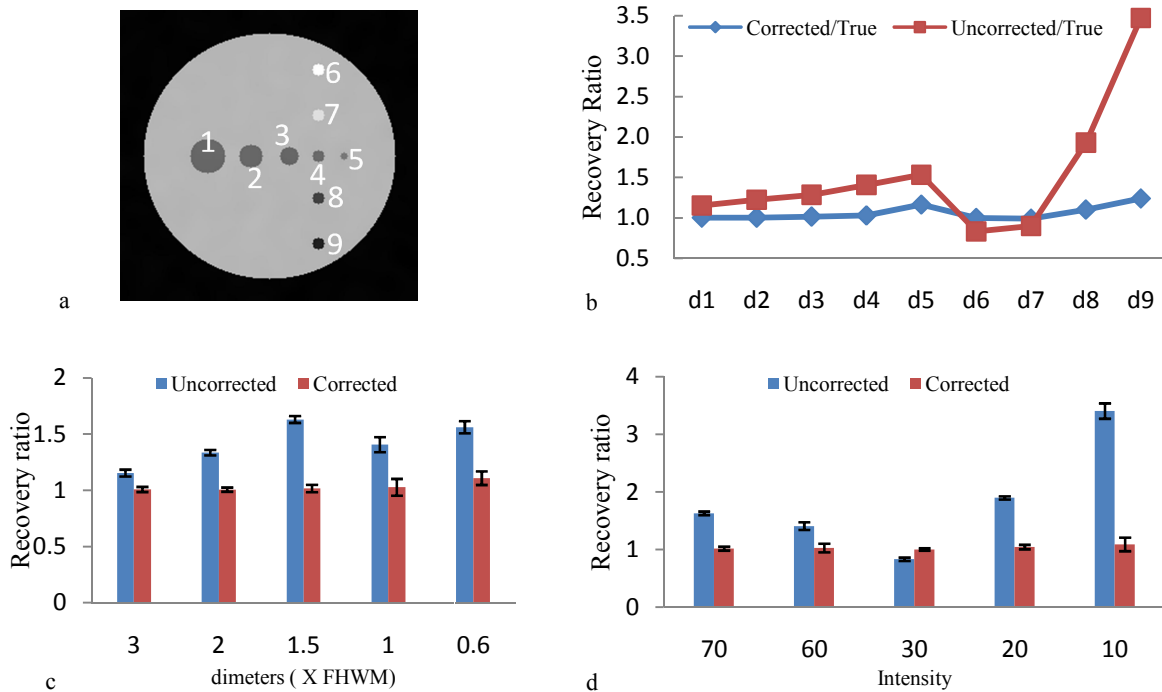 6
7
1
3
2
4
5
8
9
a
Corrected/True
Uncorrected/True
3.5
3.0
2.5
2.0
1.5
1.0
0.5
Recovery Ratio
d1 d2 d3 d4 d5 d6 d7 d8 d9
b
Uncorrected
Corrected
2
1.5
1
0.5
0
Recovery ratio
3 2 1.5 1 0.6
dimeters ( X FHWM)
c
Uncorrected
Corrected
4
3
2
1
0
Recovery ratio
70 60 30 20 10
Intensity
d